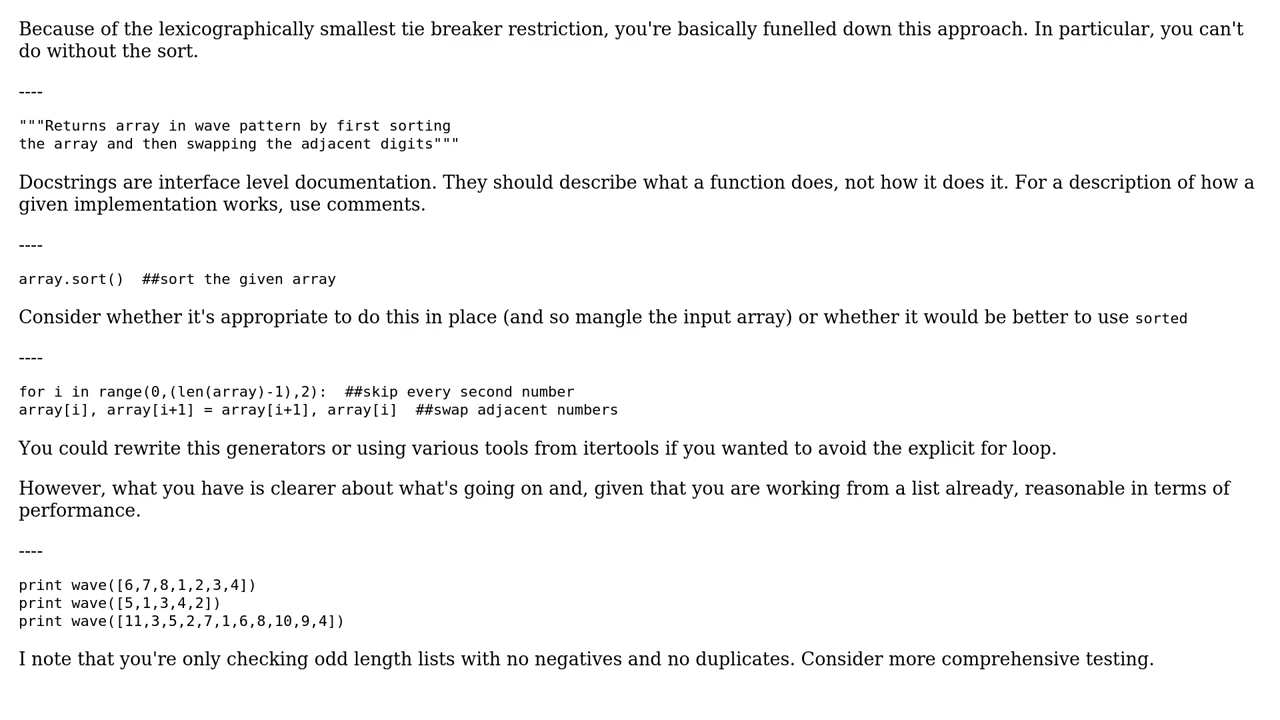 Because of the lexicographically smallest tie breaker restriction, you're basically funelled down this approach. In particular, you can't
do without the sort.
----
"""Returns array in wave pattern by first sorting
the array and then swapping the adjacent digits"""
Docstrings are interface level documentation. They should describe what a function does, not how it does it. For a description of how a
given implementation works, use comments.
----
array.sort()  ##sort the given array
Consider whether it's appropriate to do this in place (and so mangle the input array) or whether it would be better to use sorted
----
for i in range(0,(len(array)-1),2):  ##skip every second number
array[i], array[i+1] = array[i+1], array[i]  ##swap adjacent numbers
You could rewrite this generators or using various tools from itertools if you wanted to avoid the explicit for loop.
However, what you have is clearer about what's going on and, given that you are working from a list already, reasonable in terms of
performance.
----
print wave([6,7,8,1,2,3,4])
print wave([5,1,3,4,2])
print wave([11,3,5,2,7,1,6,8,10,9,4])
I note that you're only checking odd length lists with no negatives and no duplicates. Consider more comprehensive testing.